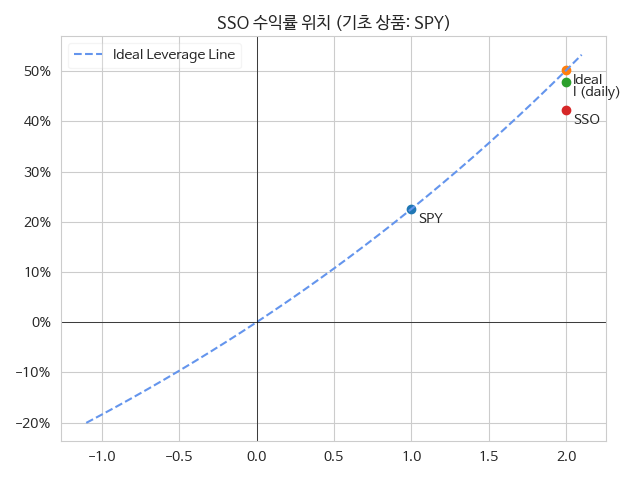 SSO 수익률 위치 (기초 상품: SPY)
Ideal Leverage Line
50%
40%
30%
20%
10%
0%
−10%
−20%
Ideal
I (daily)
SSO
SPY
−1.0
−0.5
0.0
0.5
1.0
1.5
2.0